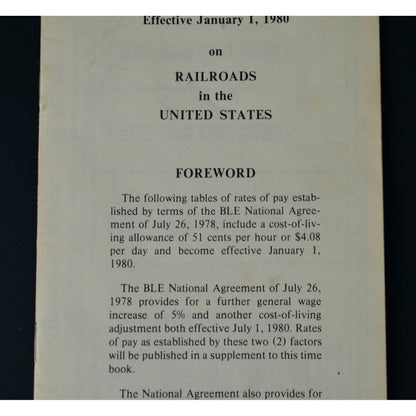 Effective January 1, 1980
on
RAILROADS
in the
UNITED STATES
FOREWORD
The following tables of rates of pay estab-
lished by terms of the BLE National Agree-
ment of July 26, 1978, include a cost-of-liv-
ing allowance of 51 cents per hour or $4.08
per day and become effective January 1,
1980.
The BLE National Agreement of July 26,
1978 provides for a further general wage
increase of 5% and another cost-of-living
adjustment both effective July 1, 1980. Rates
of pay as established by these two (2) factors
will be published in a supplement to this time
book.
The National Agreement also provides for